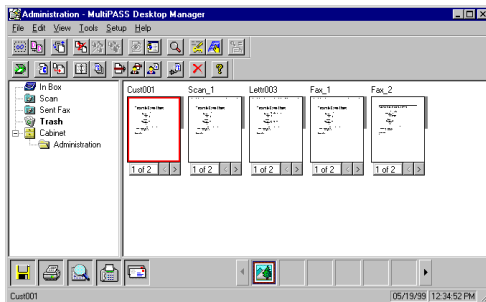 Administration - MultiPASS Desktop Manager
File Edit View Tools Setup Help
In Box
Scan
Sent Fax
Trash
Cabinet
Administration
Cust001 Scan_1 Lettr003 Fax_1 Fax_2
1 of 2 1 of 2 1 of 2 1 of 2 1 of 2
Cust001 05/19/99 12:34:52 PM